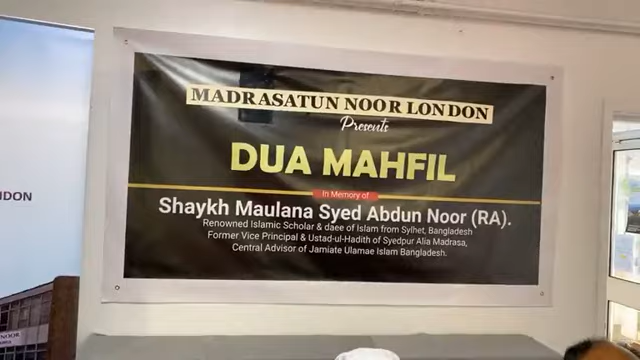 MADRASATUN NOOR LONDON
Presents
DUA MAHFIL
In Memory of
Shaykh Maulana Syed Abdun Noor (RA).
Renowned Islamic Scholar & daee of Islam from Sylhet, Bangladesh
Former Vice Principal & Ustad-ul-Hadith of Syedpur Alia Madrasa,
Central Advisor of Jamiate Ulamae Islam Bangladesh.
NDON
NOOR